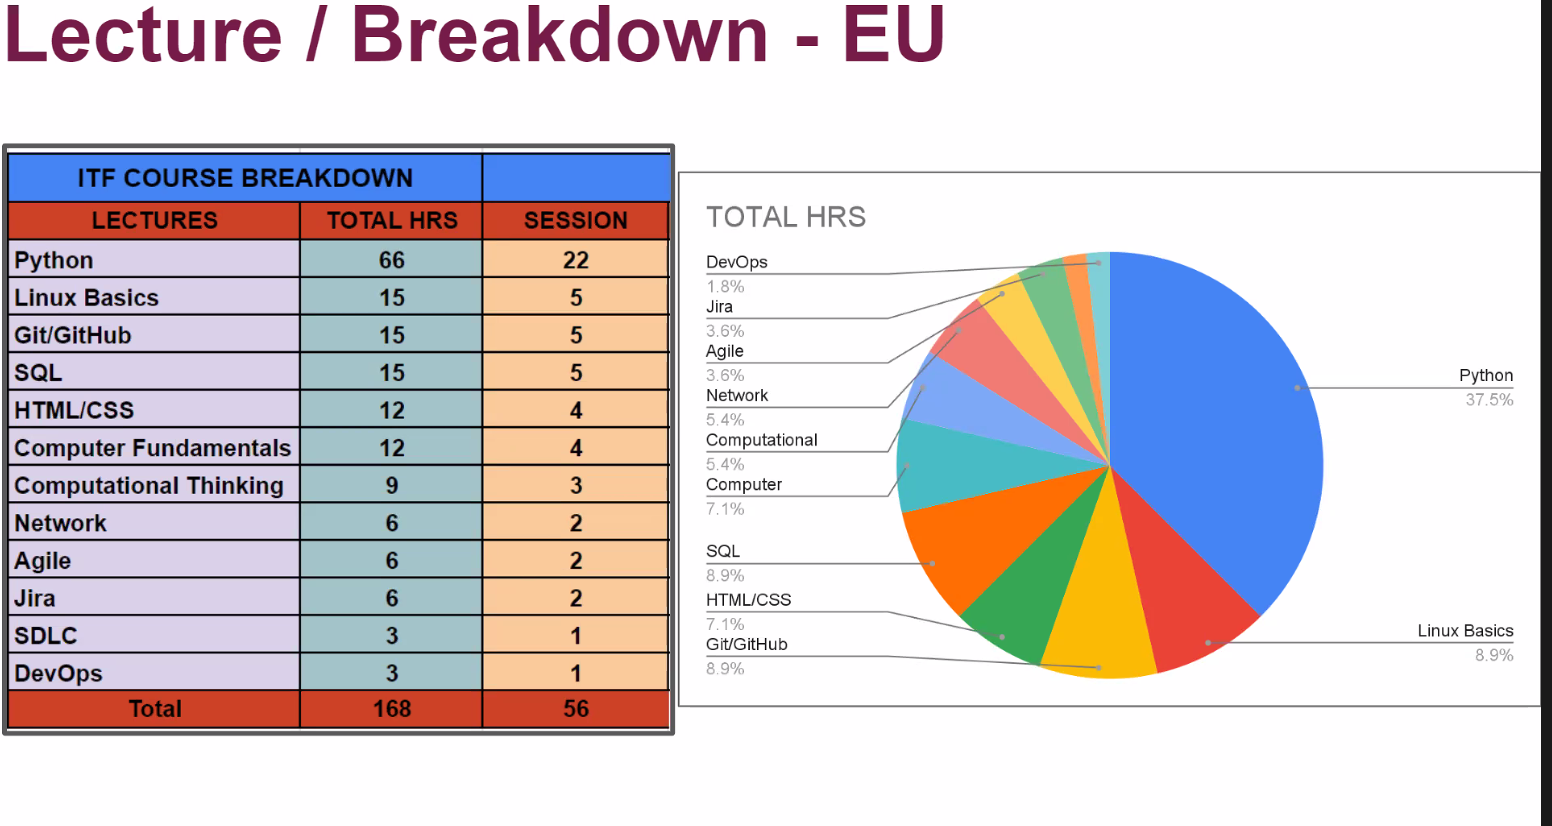 Lecture / Breakdown - EU
ITF COURSE BREAKDOWN
LECTURES TOTAL HRS SESSION
Python 66 22
Linux Basics 15 5
Git/GitHub 15 5
SQL 15 5
HTML/CSS 12 4
Computer Fundamentals 12 4
Computational Thinking 9 3
Network 6 2
Agile 6 2
Jira 6 2
SDLC 3 1
DevOps 3 1
Total 168 56
TOTAL HRS
DevOps
1.8%
Jira
3.6%
Agile
3.6%
Network
5.4%
Computational
5.4%
Computer
7.1%
SQL
8.9%
HTML/CSS
7.1%
Git/GitHub
8.9%
Python
37.5%
Linux Basics
8.9%